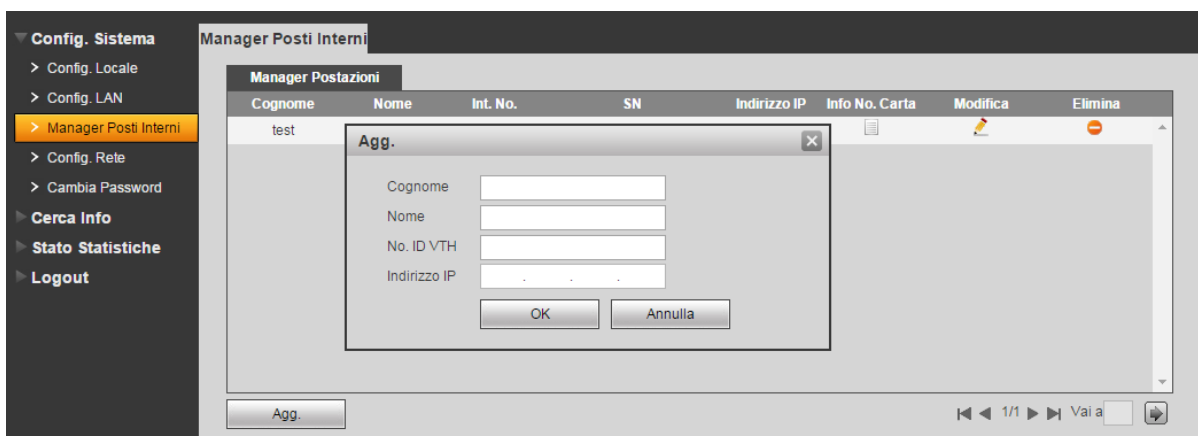 Config. Sistema
> Config. Locale
> Config. LAN
> Manager Posti Interni
> Config. Rete
> Cambia Password
Cerca Info
Stato Statistiche
Logout
Manager Posti Interni
Manager Postazioni
Cognome Nome Int. No. SN Indirizzo IP Info No. Carta Modifica Elimina
test
Agg.
Cognome
Nome
No. ID VTH
Indirizzo IP . . .
OK Annulla
Agg. 1/1 Vai a